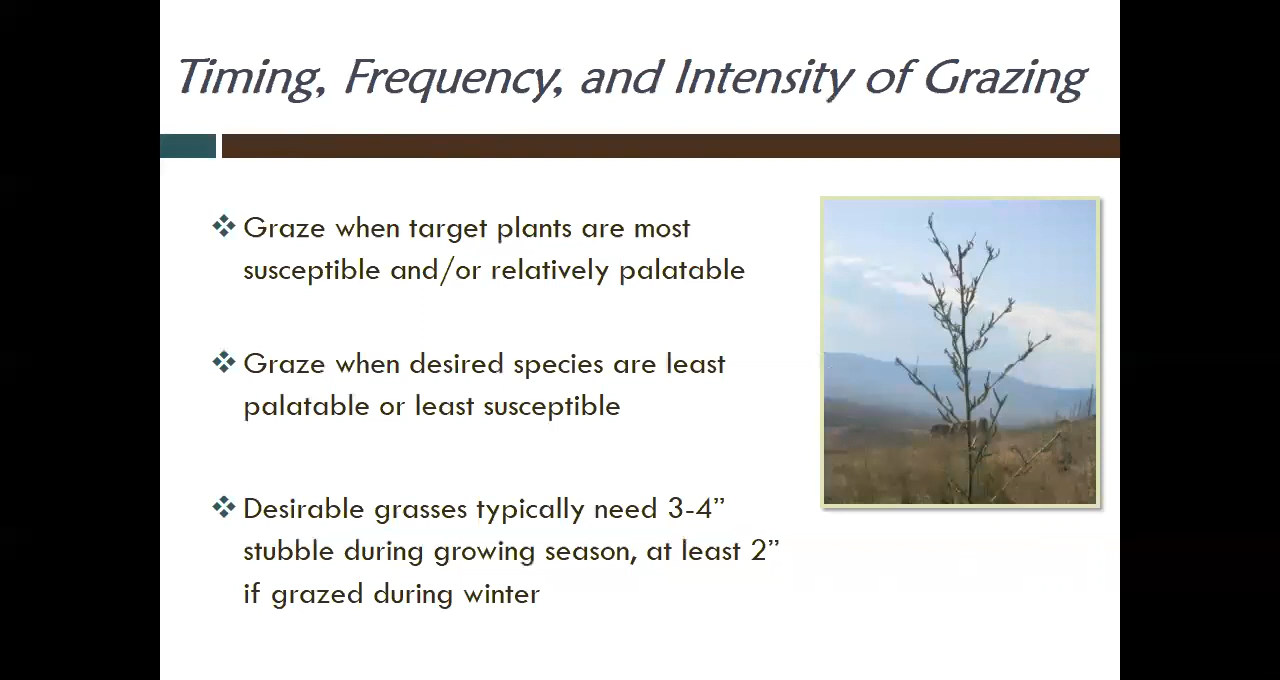 Timing, Frequency, and Intensity of Grazing
Graze when target plants are most
susceptible and/or relatively palatable
Graze when desired species are least
palatable or least susceptible
Desirable grasses typically need 3-4”
stubble during growing season, at least 2”
if grazed during winter